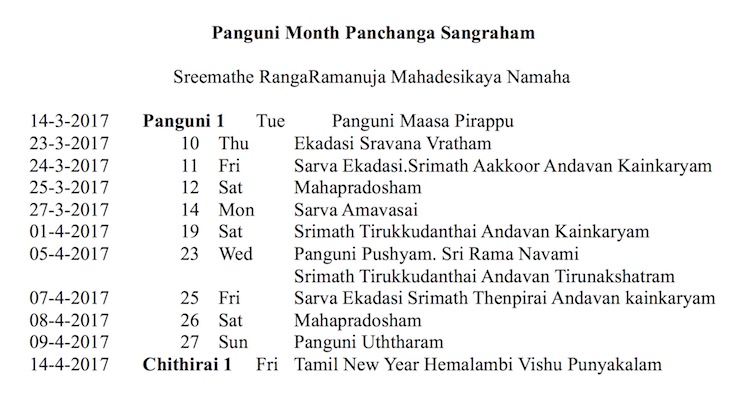 Panguni Month Panchanga Sangraham
Sreemathe RangaRamanuja Mahadesikaya Namaha
14-3-2017 Panguni 1 Tue Panguni Maasa Pirappu
23-3-2017 10 Thu Ekadasi Sravana Vratham
24-3-2017 11 Fri Sarva Ekadasi.Srimath Aakkoor Andavan Kainkaryam
25-3-2017 12 Sat Mahapradosham
27-3-2017 14 Mon Sarva Amavasai
01-4-2017 19 Sat Srimath Tirukkudanthai Andavan Kainkaryam
05-4-2017 23 Wed Panguni Pushyam. Sri Rama Navami
Srimath Tirukkudanthai Andavan Tirunakshatram
07-4-2017 25 Fri Sarva Ekadasi Srimath Thenpirai Andavan kainkaryam
08-4-2017 26 Sat Mahapradosham
09-4-2017 27 Sun Panguni Uththaram
14-4-2017 Chithirai 1 Fri Tamil New Year Hemalambi Vishu Punyakalam